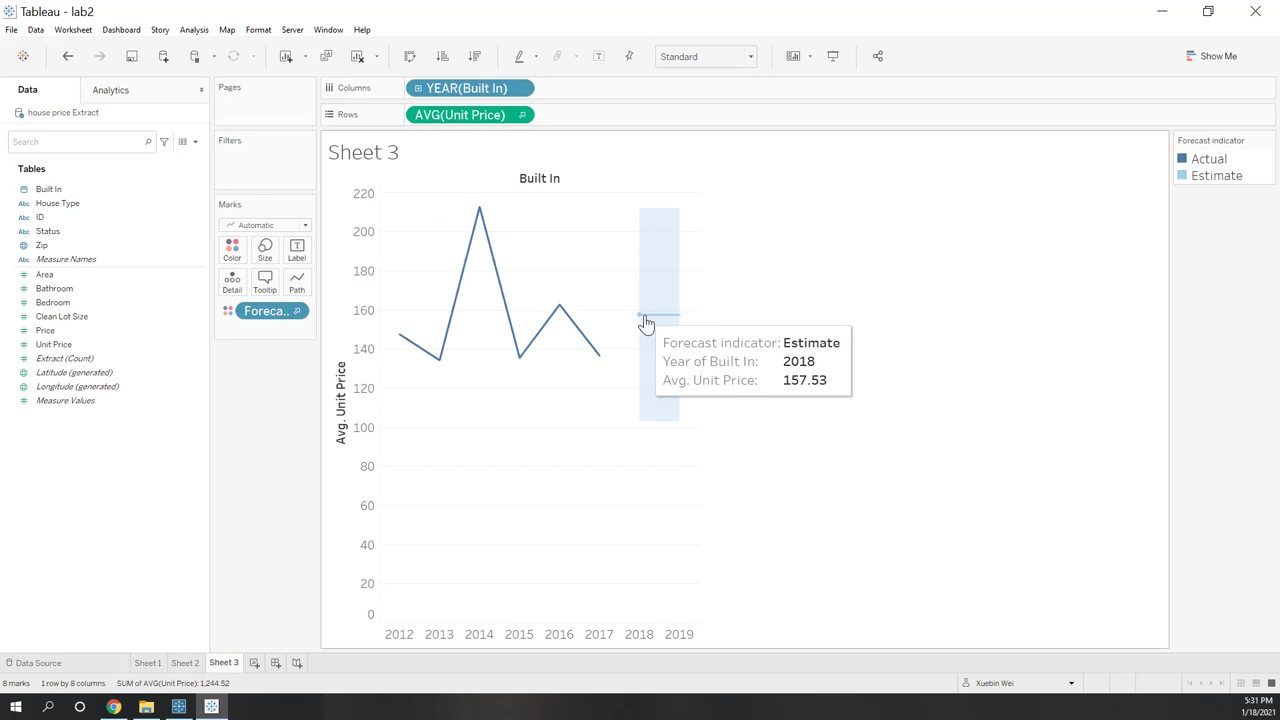 Tableau - lab2
File Data Worksheet Dashboard Story Analysis Map Format Server Window Help
Standard
Show Me
Data
Analytics
house price Extract
Search
Tables
Built In
Abc House Type
Abc ID
Abc Status
Zip
Abc Measure Names
Area
Bathroom
Bedroom
Clean Lot Size
Price
Unit Price
Extract (Count)
Latitude (generated)
Longitude (generated)
Measure Values
Pages
Filters
Marks
Automatic
Color
Size
Label
Detail
Tooltip
Path
Foreca..
Columns
YEAR(Built In)
Rows
AVG(Unit Price)
Sheet 3
Built In
Avg. Unit Price
220
200
180
160
140
120
100
80
60
40
20
0
2012 2013 2014 2015 2016 2017 2018 2019
Forecast indicator: Estimate
Year of Built In: 2018
Avg. Unit Price: 157.53
Forecast indicator
Actual
Estimate
Data Source
Sheet 1
Sheet 2
Sheet 3
8 marks
1 row by 8 columns
SUM of AVG(Unit Price): 1,244.52
Xuebin Wei
5:31 PM
1/18/2021